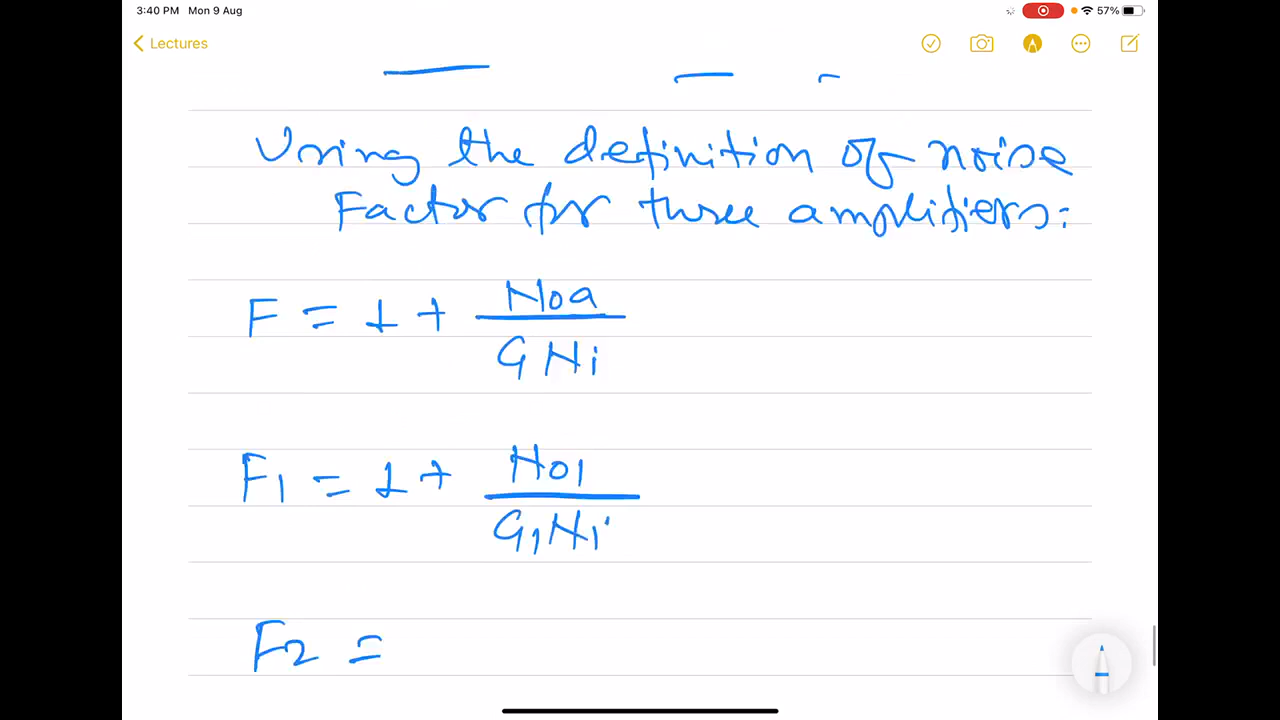 3:40 PM Mon 9 Aug
57%
Lectures
Using the definition of noise
Factor for three amplifiers:
F = 1 + Noa / GNi
F1 = 1 + No1 / G1Ni
F2 =